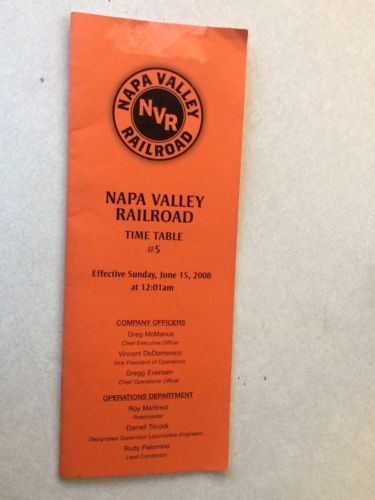 NAPA VALLEY
NVR
RAILROAD
NAPA VALLEY
RAILROAD
TIME TABLE
#5
Effective Sunday, June 15, 2008
at 12:01am
COMPANY OFFICERS
Greg McManus
Chief Executive Officer
Vincent DeDomenico
Vice President of Operations
Gregg Evensen
Chief Operations Officer
OPERATIONS DEPARTMENT
Roy Martinez
Roadmaster
Darrell Tilcock
Designated Supervisor Locomotive Engineers
Rudy Palomino
Lead Conductor